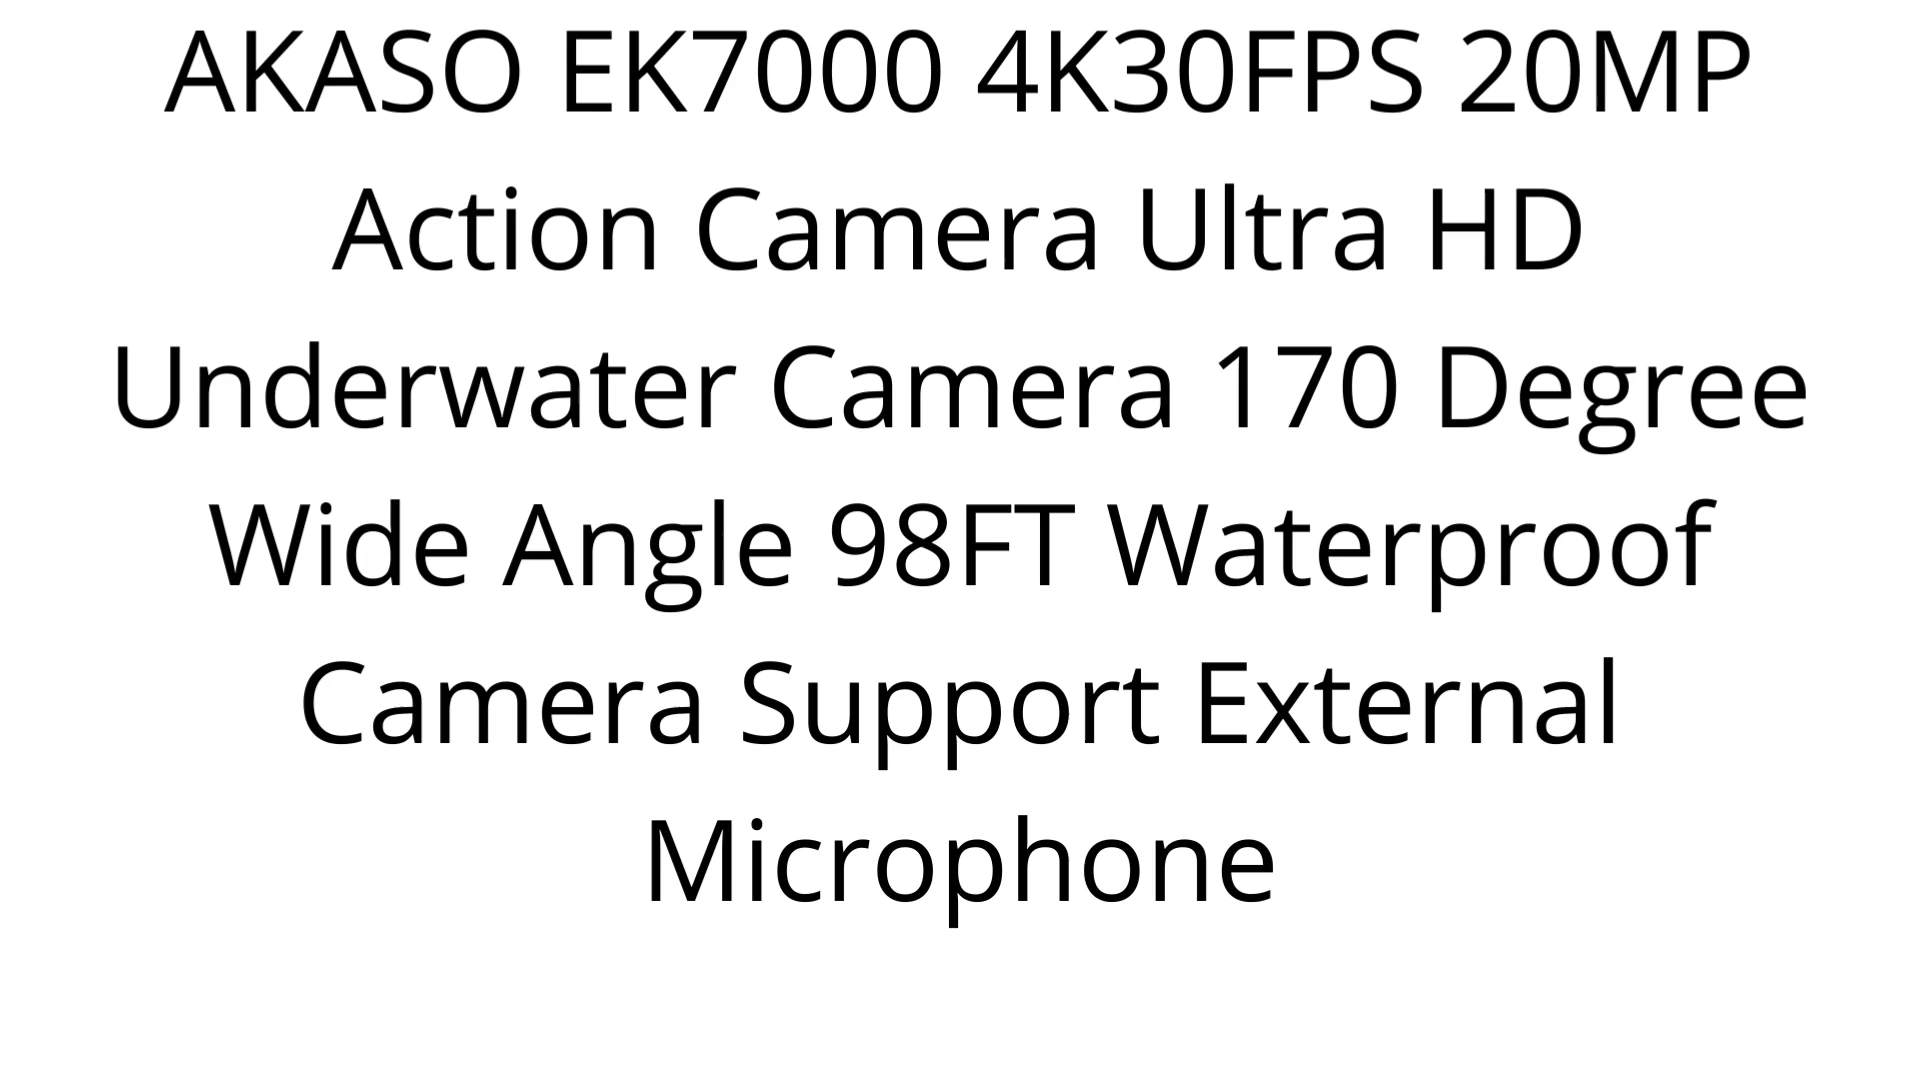 AKASO EK7000 4K30FPS 20MP
Action Camera Ultra HD
Underwater Camera 170 Degree
Wide Angle 98FT Waterproof
Camera Support External
Microphone